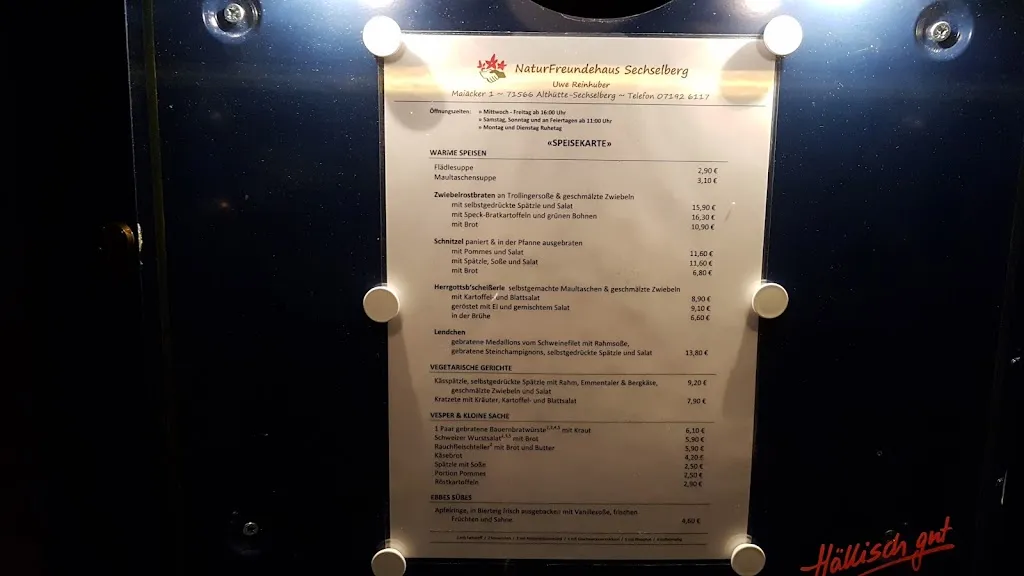 NaturFreundehaus Sechselberg
Uwe Reinhuber
Maiäcker 1 ~ 71566 Althütte-Sechselberg ~ Telefon 07192 6117
Öffnungszeiten: » Mittwoch - Freitag ab 16:00 Uhr
» Samstag, Sonntag und an Feiertagen ab 11:00 Uhr
» Montag und Dienstag Ruhetag
«SPEISEKARTE»
WARME SPEISEN
Flädlesuppe 2,90 €
Maultaschensuppe 3,10 €
Zwiebelrostbraten an Trollingersoße & geschmälzte Zwiebeln
mit selbstgedrückte Spätzle und Salat 15,90 €
mit Speck-Bratkartoffeln und grünen Bohnen 16,30 €
mit Brot 10,90 €
Schnitzel paniert & in der Pfanne ausgebraten
mit Pommes und Salat 11,60 €
mit Spätzle, Soße und Salat 11,60 €
mit Brot 6,80 €
Herrgottsb'scheißerle selbstgemachte Maultaschen & geschmälzte Zwiebeln
mit Kartoffel- und Blattsalat 8,90 €
geröstet mit Ei und gemischtem Salat 9,10 €
in der Brühe 6,60 €
Lendchen
gebratene Medaillons vom Schweinefilet mit Rahmsoße,
gebratene Steinchampignons, selbstgedrückte Spätzle und Salat 13,80 €
VEGETARISCHE GERICHTE
Kässpätzle, selbstgedrückte Spätzle mit Rahm, Emmentaler & Bergkäse, 9,20 €
geschmälzte Zwiebeln und Salat
Kratzete mit Kräuter, Kartoffel- und Blattsalat 7,90 €
VESPER & KLOINE SACHE
1 Paar gebratene Bauernbratwürste mit Kraut 6,10 €
Schweizer Wurstsalat mit Brot 5,90 €
Rauchfleischteller mit Brot und Butter 5,90 €
Käsebrot 4,20 €
Spätzle mit Soße 2,50 €
Portion Pommes 2,50 €
Röstkartoffeln 2,90 €
EBBES SÜẞES
Apfelringe, in Bierteig frisch ausgebacken mit Vanillesoße, frischen
Früchten und Sahne 4,60 €
Hällisch gut